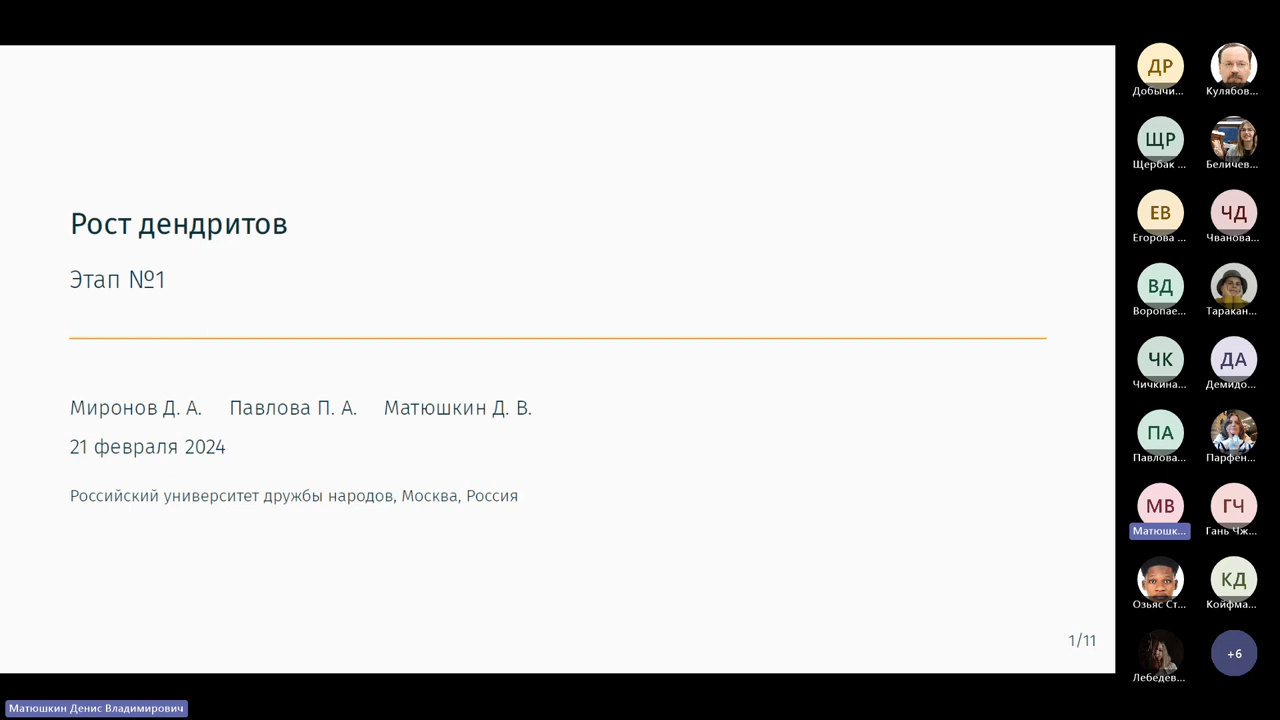 Рост дендритов
Этап №1
Миронов Д. А. Павлова П. А. Матюшкин Д. В.
21 февраля 2024
Российский университет дружбы народов, Москва, Россия
1/11
ДР
Добычи...
Кулябов...
ЩР
Щербак ...
Беличев...
ЕВ
Егорова ...
ЧД
Чванова...
ВД
Воропае...
Таракан...
ЧК
Чичкина...
ДА
Демидо...
ПА
Павлова...
Парфён...
МВ
Матюшк...
ГЧ
Гань Чж...
Озьяс Ст...
КД
Койфма...
Лебедев...
+6
Матюшкин Денис Владимирович